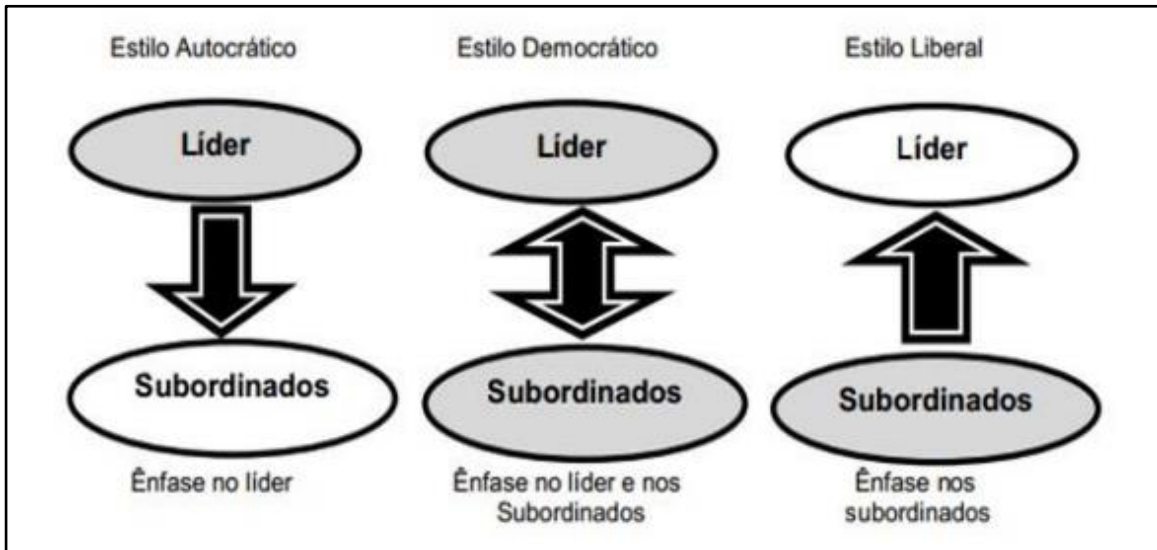 Estilo Autocrático
Líder
Subordinados
Ênfase no líder
Estilo Democrático
Líder
Subordinados
Ênfase no líder e nos
Subordinados
Estilo Liberal
Líder
Subordinados
Ênfase nos
subordinados